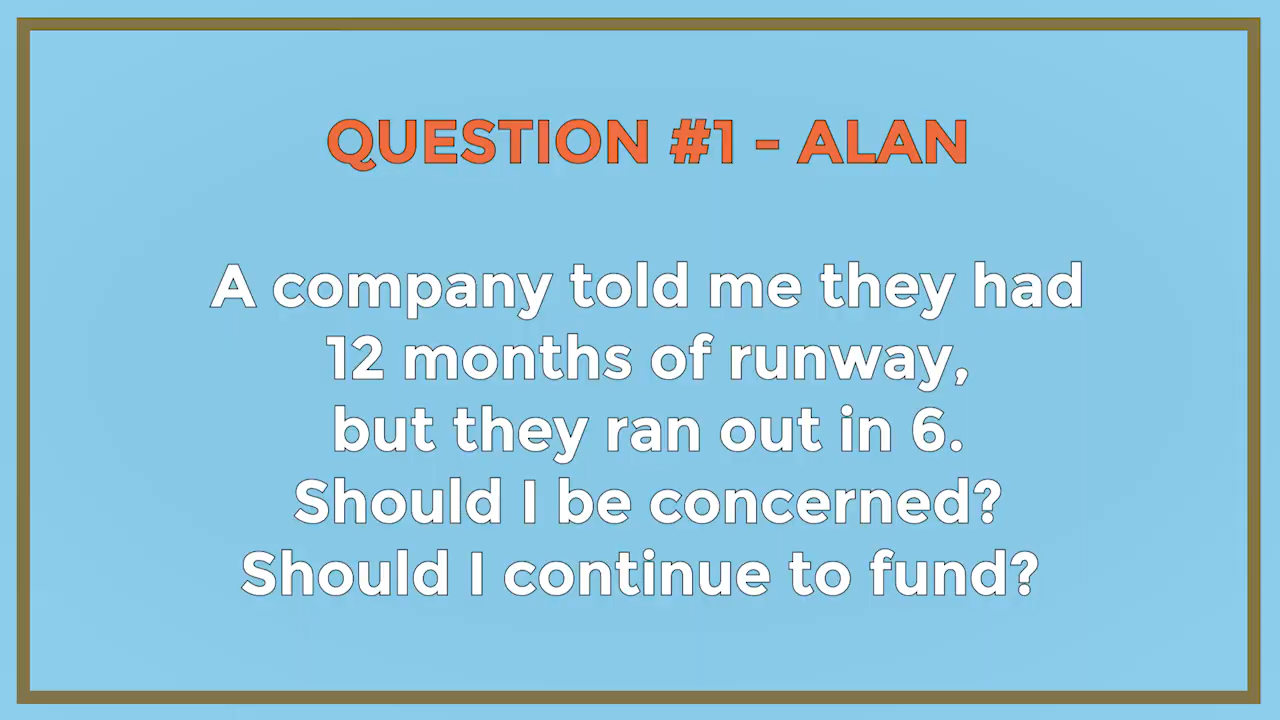 QUESTION #1 - ALAN
A company told me they had
12 months of runway,
but they ran out in 6.
Should I be concerned?
Should I continue to fund?